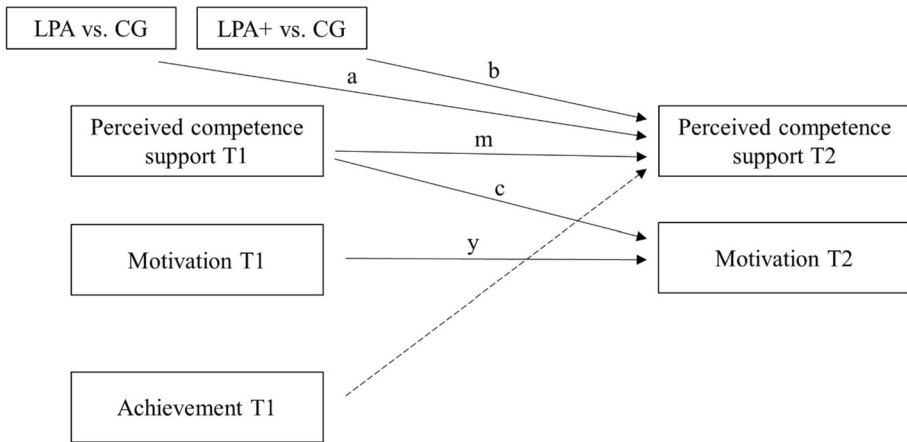 LPA vs. CG
LPA+ vs. CG
a
b
Perceived competence
support T1
m
Perceived competence
support T2
c
Motivation T1
y
Motivation T2
Achievement T1